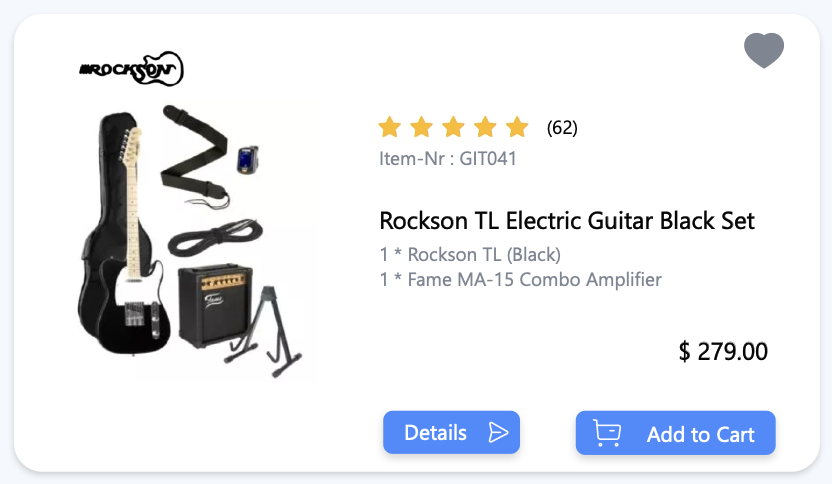 ROCKSON
(62)
Item-Nr : GIT041
Rockson TL Electric Guitar Black Set
1 * Rockson TL (Black)
1 * Fame MA-15 Combo Amplifier
Fame
$ 279.00
Details
Add to Cart